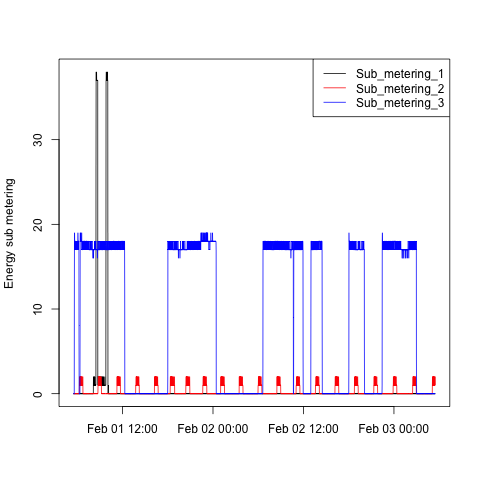 Sub_metering_1
Sub_metering_2
Sub_metering_3
Energy sub metering
30
20
10
0
Feb 01 12:00
Feb 02 00:00
Feb 02 12:00
Feb 03 00:00